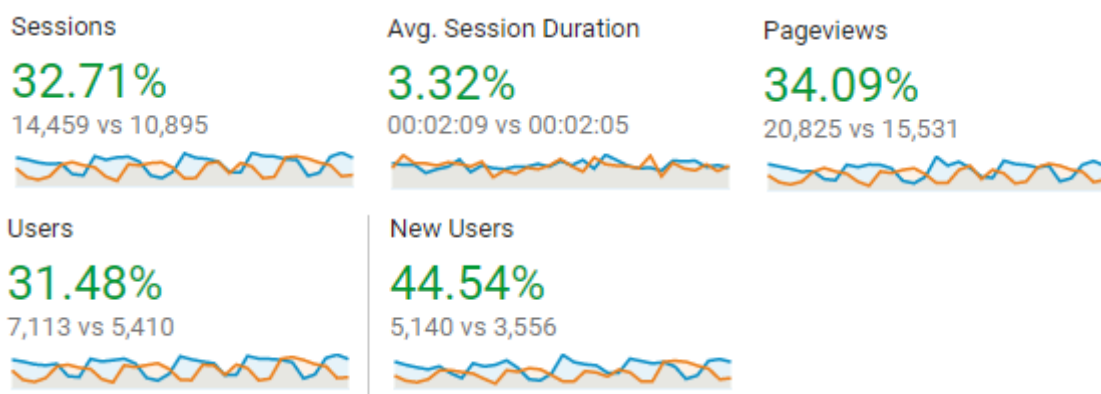 Sessions
32.71%
14,459 vs 10,895
Avg. Session Duration
3.32%
00:02:09 vs 00:02:05
Pageviews
34.09%
20,825 vs 15,531
Users
31.48%
7,113 vs 5,410
New Users
44.54%
5,140 vs 3,556